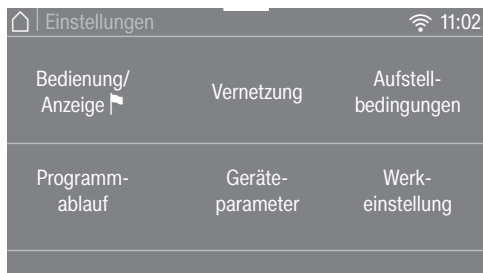 Einstellungen 11:02
Bedienung/
Anzeige
Vernetzung
Aufstell-
bedingungen
Programm-
ablauf
Geräte-
parameter
Werk-
einstellung